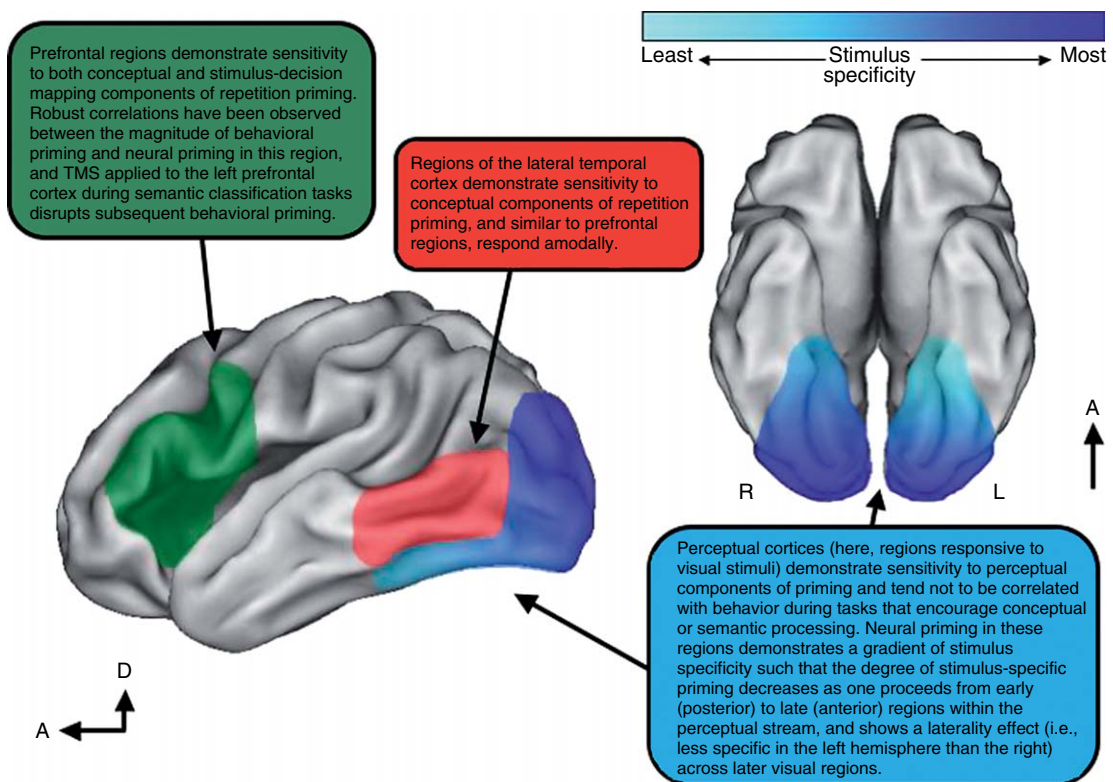 Prefrontal regions demonstrate sensitivity
to both conceptual and stimulus-decision
mapping components of repetition priming.
Robust correlations have been observed
between the magnitude of behavioral
priming and neural priming in this region,
and TMS applied to the left prefrontal
cortex during semantic classification tasks
disrupts subsequent behavioral priming.
Regions of the lateral temporal
cortex demonstrate sensitivity to
conceptual components of repetition
priming, and similar to prefrontal
regions, respond amodally.
Least Stimulus Most
specificity
A
R L
D
A
Perceptual cortices (here, regions responsive to
visual stimuli) demonstrate sensitivity to perceptual
components of priming and tend not to be correlated
with behavior during tasks that encourage conceptual
or semantic processing. Neural priming in these
regions demonstrates a gradient of stimulus
specificity such that the degree of stimulus-specific
priming decreases as one proceeds from early
(posterior) to late (anterior) regions within the
perceptual stream, and shows a laterality effect (i.e.,
less specific in the left hemisphere than the right)
across later visual regions.